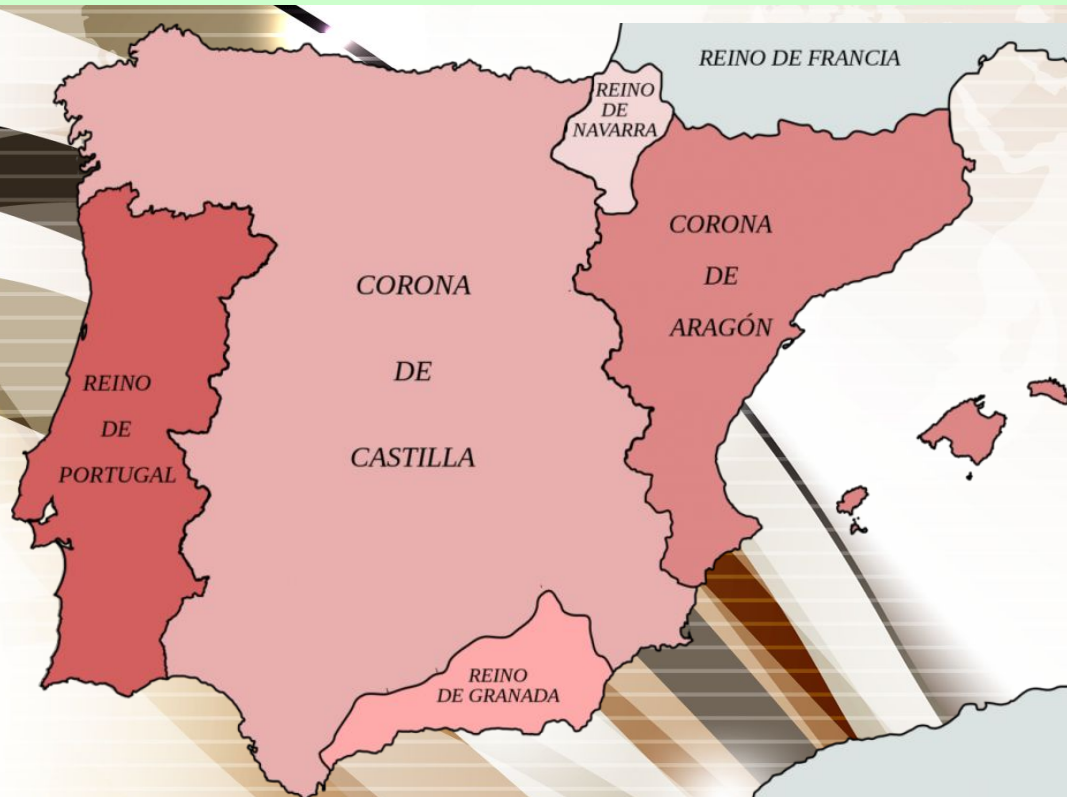 REINO DE FRANCIA
REINO
DE
NAVARRA
CORONA
DE
ARAGÓN
CORONA
DE
CASTILLA
REINO
DE
PORTUGAL
REINO
DE GRANADA